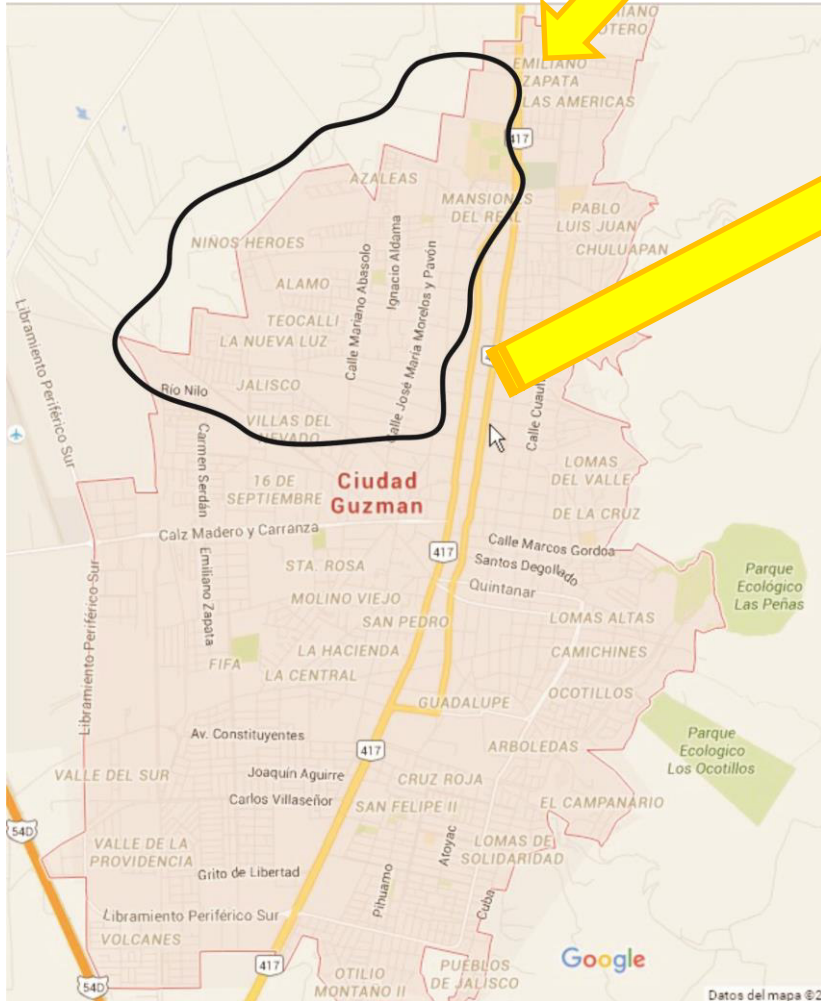 EMILIANO
ZAPATA
LAS AMERICAS
417
AZALEAS
MANSIONES
DEL REAL
PABLO
LUIS JUAN
CHULUAPAN
NIÑOS HEROES
Calle Mariano Abasolo
Ignacio Aldama
Calle José María Morelos y Pavón
ALAMO
TEOCALLI
LA NUEVA LUZ
Libramiento Periférico Sur
Río Nilo
JALISCO
VILLAS DEL
NEVADO
Carmen Serdán
16 DE
SEPTIEMBRE
Ciudad
Guzman
LOMAS
DEL VALLE
DE LA CRUZ
Calz Madero y Carranza
417
Calle Marcos Gordoa
Santos Degollado
Quintanar
Parque
Ecológico
Las Peñas
STA. ROSA
Emiliano Zapata
MOLINO VIEJO
SAN PEDRO
LOMAS ALTAS
LA HACIENDA
CAMICHINES
FIFA
LA CENTRAL
OCOTILLOS
Libramiento Periférico Sur
GUADALUPE
Av. Constituyentes
417
ARBOLEDAS
Parque
Ecologico
Los Ocotillos
VALLE DEL SUR
Joaquín Aguirre
CRUZ ROJA
Carlos Villaseñor
SAN FELIPE II
EL CAMPANARIO
54D
VALLE DE LA
PROVIDENCIA
Atoyac
LOMAS DE
SOLIDARIDAD
Grito de Libertad
Pihuamo
Cuba
Libramiento Periférico Sur
VOLCANES
417
54D
OTILIO
MONTAÑO II
PUEBLOS
DE JALISCO
Google
Datos del mapa ©2